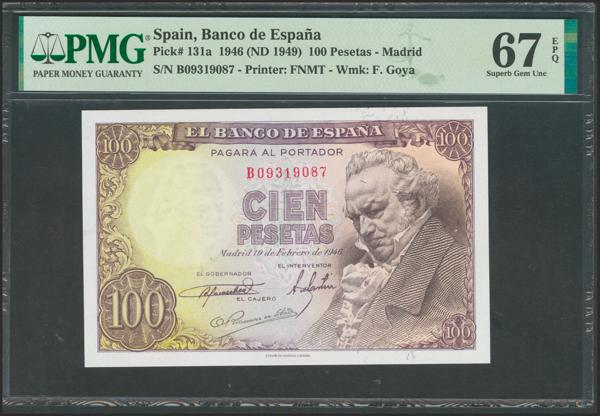 PMG
PAPER MONEY GUARANTY
Spain, Banco de España
Pick# 131a 1946 (ND 1949) 100 Pesetas - Madrid
S/N B09319087 - Printer: FNMT - Wmk: F. Goya
67 EPQ
Superb Gem Unc
100
EL BANCO DE ESPAÑA
100
PAGARÁ AL PORTADOR
B09319087
CIEN
PESETAS
Madrid 19 de Febrero de 1946
EL GOBERNADOR
EL INTERVENTOR
EL CAJERO
100
100